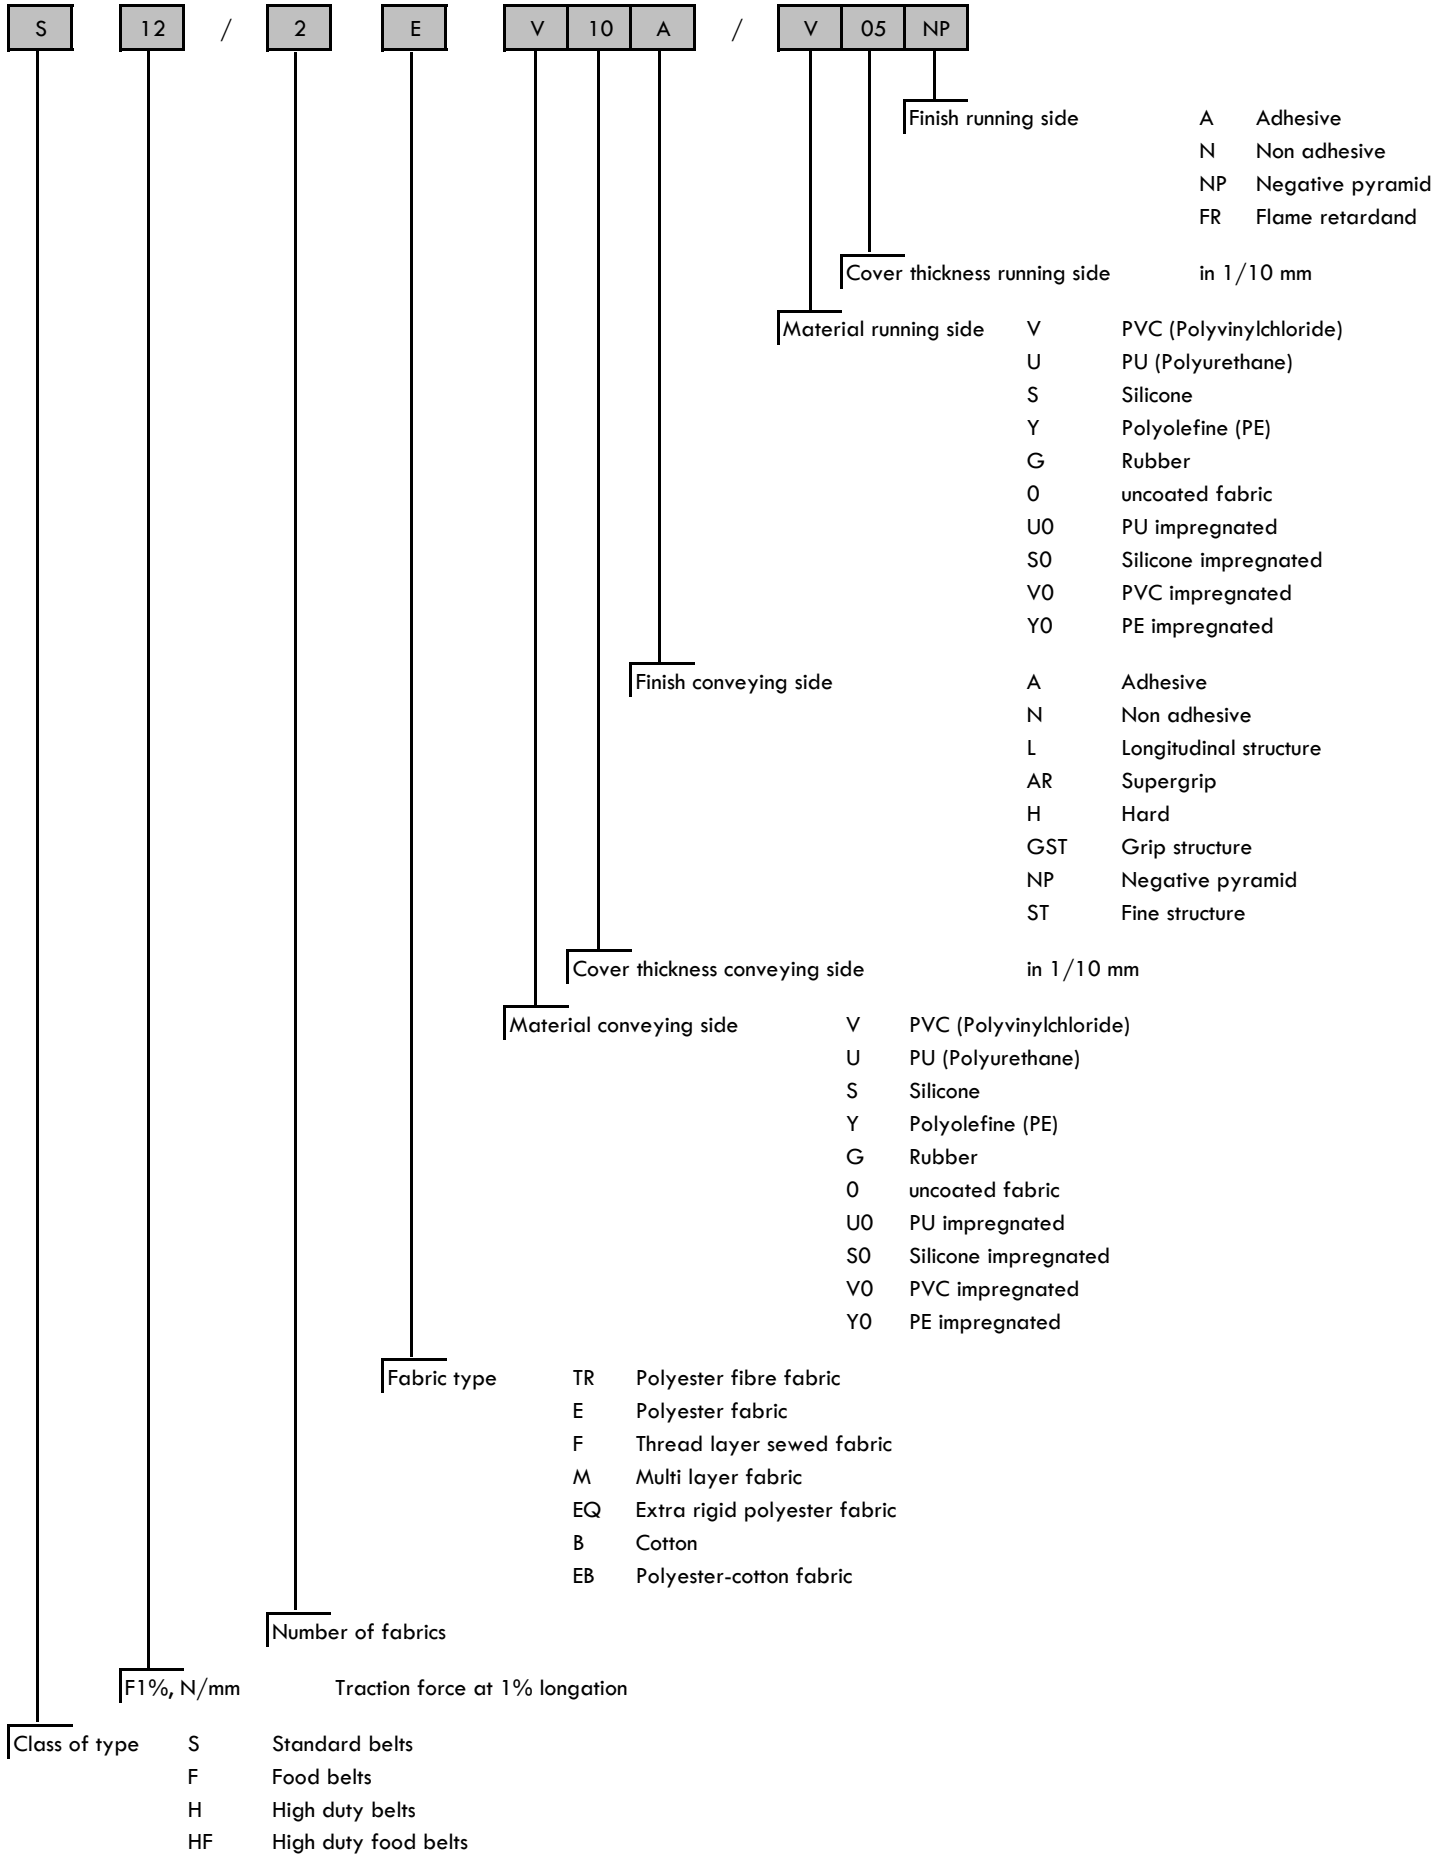 S 12 / 2 E V 10 A / V 05 NP
Finish running side A Adhesive
N Non adhesive
NP Negative pyramid
FR Flame retardand
Cover thickness running side in 1/10 mm
Material running side V PVC (Polyvinylchloride)
U PU (Polyurethane)
S Silicone
Y Polyolefine (PE)
G Rubber
0 uncoated fabric
U0 PU impregnated
S0 Silicone impregnated
V0 PVC impregnated
Y0 PE impregnated
Finish conveying side A Adhesive
N Non adhesive
L Longitudinal structure
AR Supergrip
H Hard
GST Grip structure
NP Negative pyramid
ST Fine structure
Cover thickness conveying side in 1/10 mm
Material conveying side V PVC (Polyvinylchloride)
U PU (Polyurethane)
S Silicone
Y Polyolefine (PE)
G Rubber
0 uncoated fabric
U0 PU impregnated
S0 Silicone impregnated
V0 PVC impregnated
Y0 PE impregnated
Fabric type TR Polyester fibre fabric
E Polyester fabric
F Thread layer sewed fabric
M Multi layer fabric
EQ Extra rigid polyester fabric
B Cotton
EB Polyester-cotton fabric
Number of fabrics
F1%, N/mm Traction force at 1% longation
Class of type S Standard belts
F Food belts
H High duty belts
HF High duty food belts